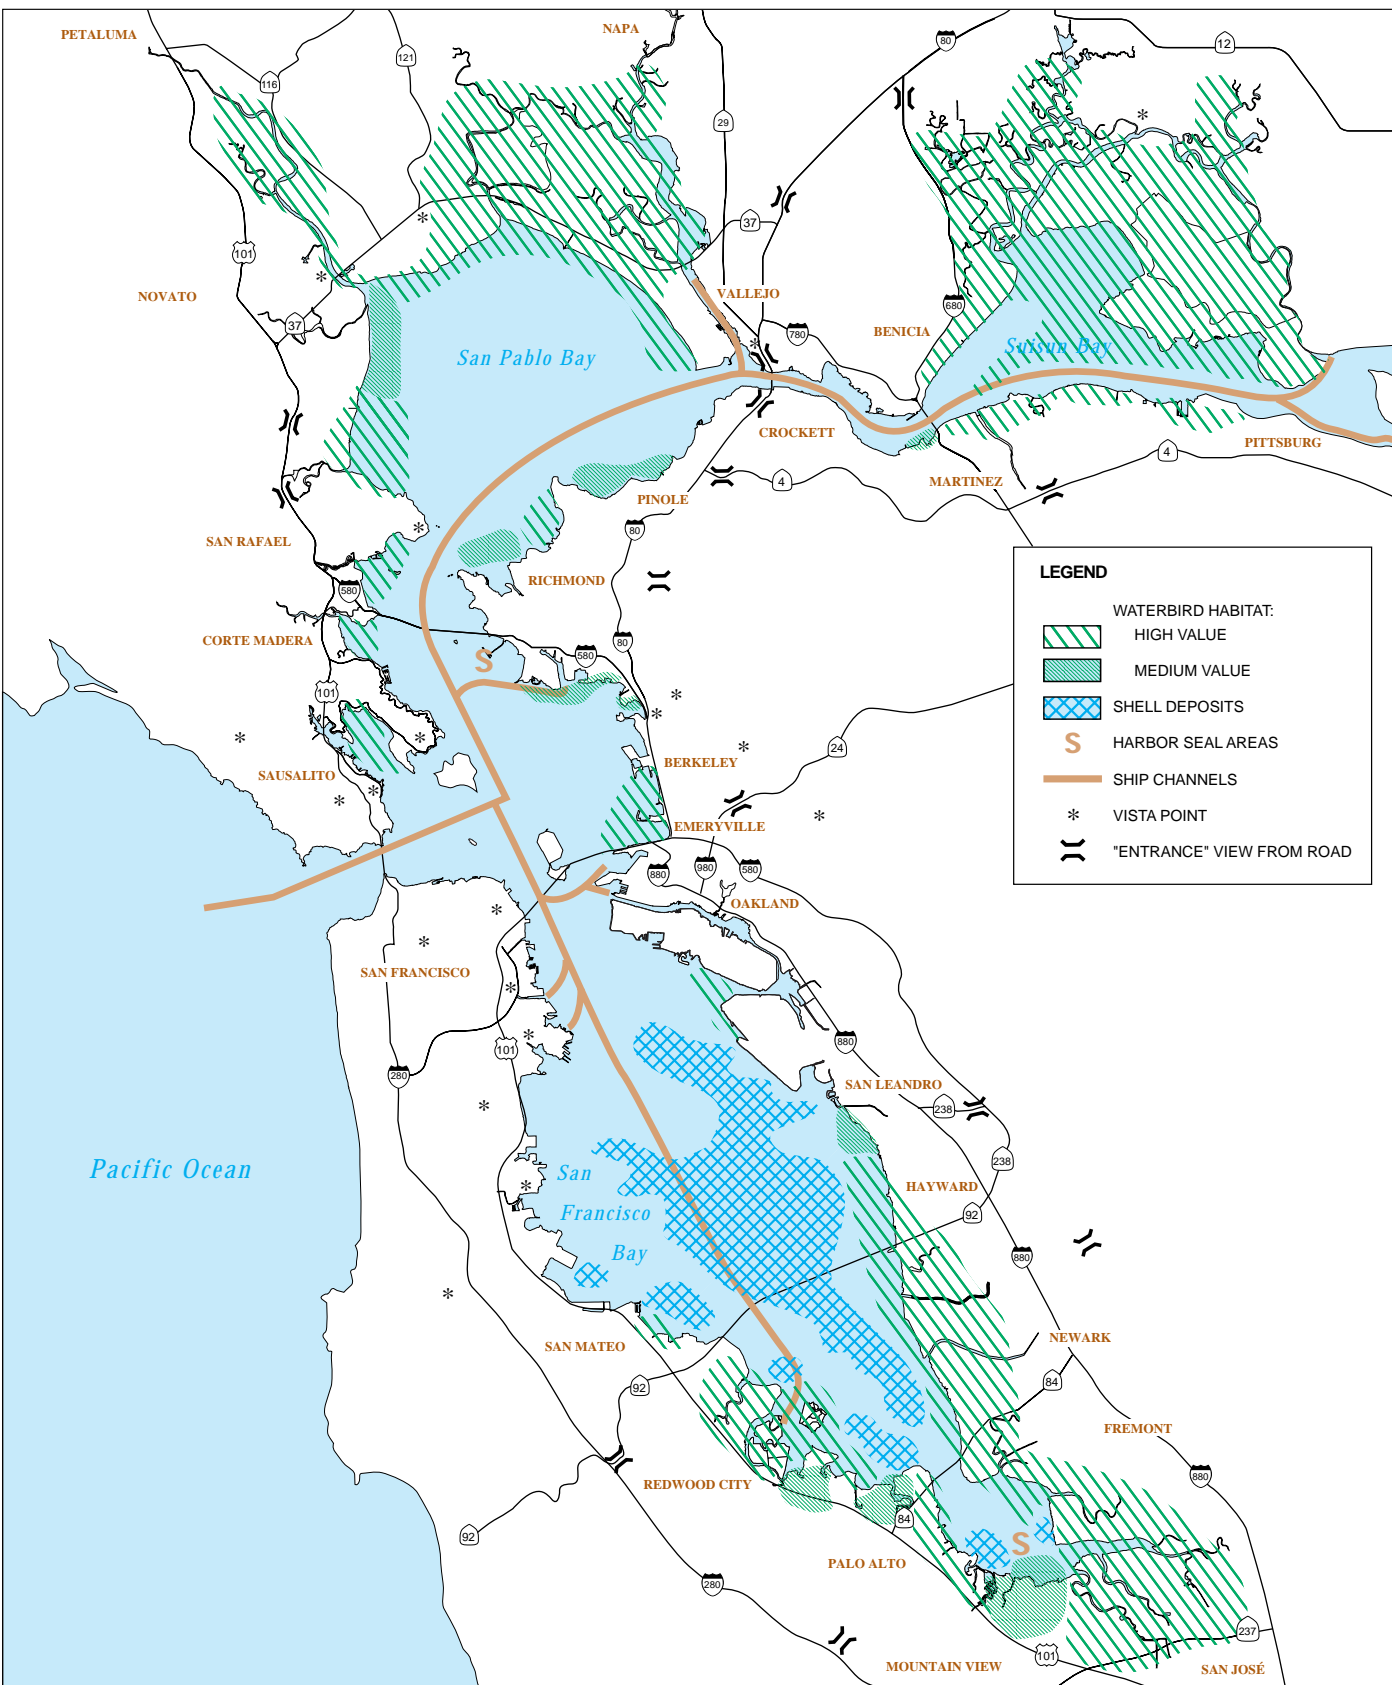 PETALUMA
NAPA
80
12
121
116
29
37
101
NOVATO
VALLEJO
680
BENICIA
37
780
San Pablo Bay
Suisun Bay
CROCKETT
PITTSBURG
4
4
MARTINEZ
PINOLE
80
SAN RAFAEL
RICHMOND
580
CORTE MADERA
80
580
S
101
24
BERKELEY
SAUSALITO
EMERYVILLE
880
980
580
OAKLAND
SAN FRANCISCO
LEGEND
WATERBIRD HABITAT:
HIGH VALUE
MEDIUM VALUE
SHELL DEPOSITS
S HARBOR SEAL AREAS
SHIP CHANNELS
* VISTA POINT
"ENTRANCE" VIEW FROM ROAD
101
880
280
SAN LEANDRO
238
238
Pacific Ocean
San
Francisco
Bay
HAYWARD
92
880
SAN MATEO
NEWARK
92
84
FREMONT
REDWOOD CITY
880
92
84
S
PALO ALTO
280
237
101
MOUNTAIN VIEW
SAN JOSÉ